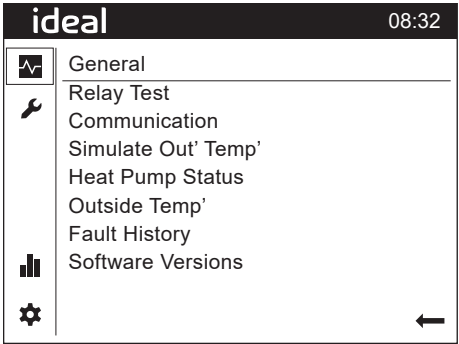 ideal 08:32
General
Relay Test
Communication
Simulate Out’ Temp’
Heat Pump Status
Outside Temp’
Fault History
Software Versions